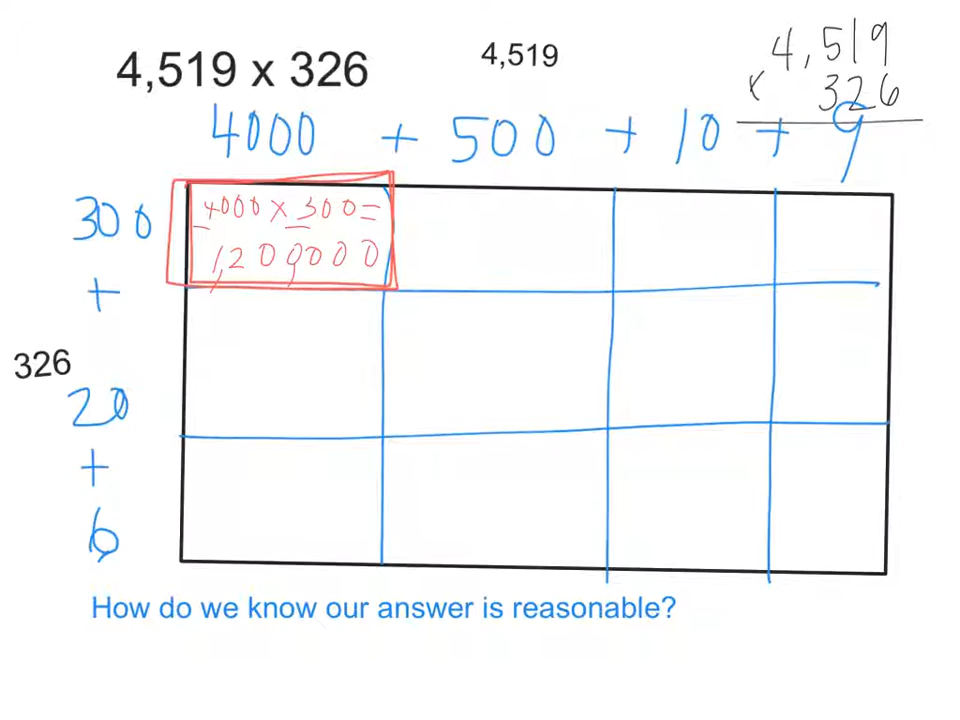 4,519 x 326
4,519
4,519
x 326
4000 + 500 + 10 + 9
300
+
20
+
6
326
4000 x 300 =
1,200,000
How do we know our answer is reasonable?